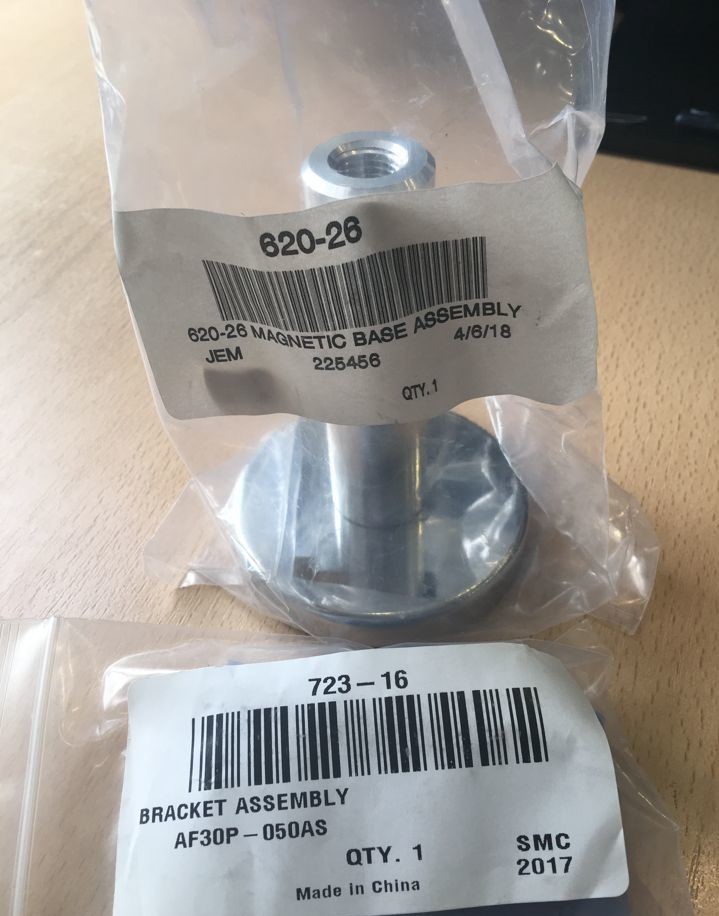 620-26
620-26 MAGNETIC BASE ASSEMBLY
JEM 225456 4/6/18
QTY. 1
723-16
BRACKET ASSEMBLY
AF30P-050AS
QTY. 1 SMC
2017
Made in China